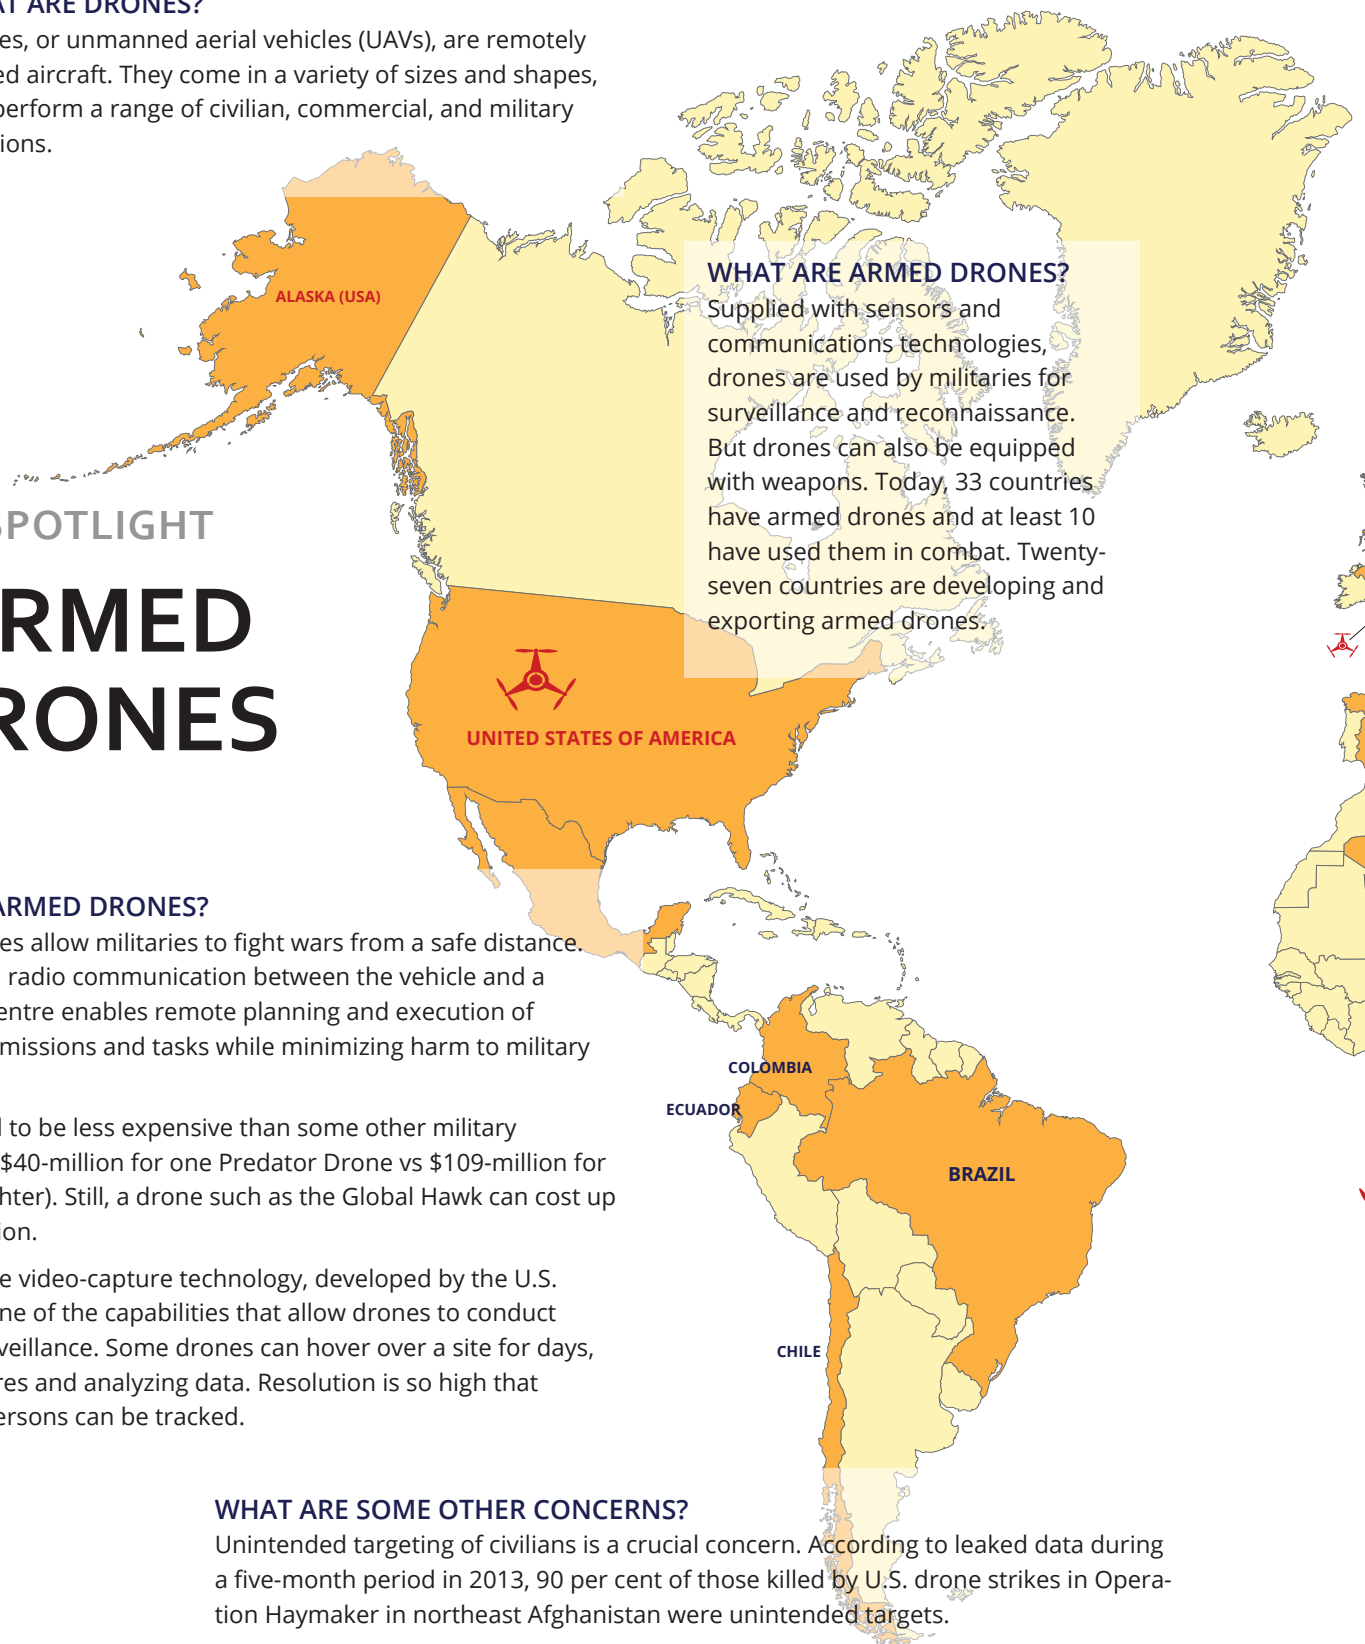 AT ARE DRONES?
es, or unmanned aerial vehicles (UAVs), are remotely
ed aircraft. They come in a variety of sizes and shapes,
perform a range of civilian, commercial, and military
ions.
ALASKA (USA)
WHAT ARE ARMED DRONES?
Supplied with sensors and
communications technologies,
drones are used by militaries for
surveillance and reconnaissance.
But drones can also be equipped
with weapons. Today, 33 countries
have armed drones and at least 10
have used them in combat. Twenty-
seven countries are developing and
exporting armed drones.
SPOTLIGHT
RMED
RONES
UNITED STATES OF AMERICA
ARMED DRONES?
es allow militaries to fight wars from a safe distance.
radio communication between the vehicle and a
entre enables remote planning and execution of
missions and tasks while minimizing harm to military
l to be less expensive than some other military
$40-million for one Predator Drone vs $109-million for
hter). Still, a drone such as the Global Hawk can cost up
ion.
e video-capture technology, developed by the U.S.
ne of the capabilities that allow drones to conduct
veillance. Some drones can hover over a site for days,
res and analyzing data. Resolution is so high that
ersons can be tracked.
COLOMBIA
ECUADOR
BRAZIL
CHILE
WHAT ARE SOME OTHER CONCERNS?
Unintended targeting of civilians is a crucial concern. According to leaked data during
a five-month period in 2013, 90 per cent of those killed by U.S. drone strikes in Opera-
tion Haymaker in northeast Afghanistan were unintended targets.